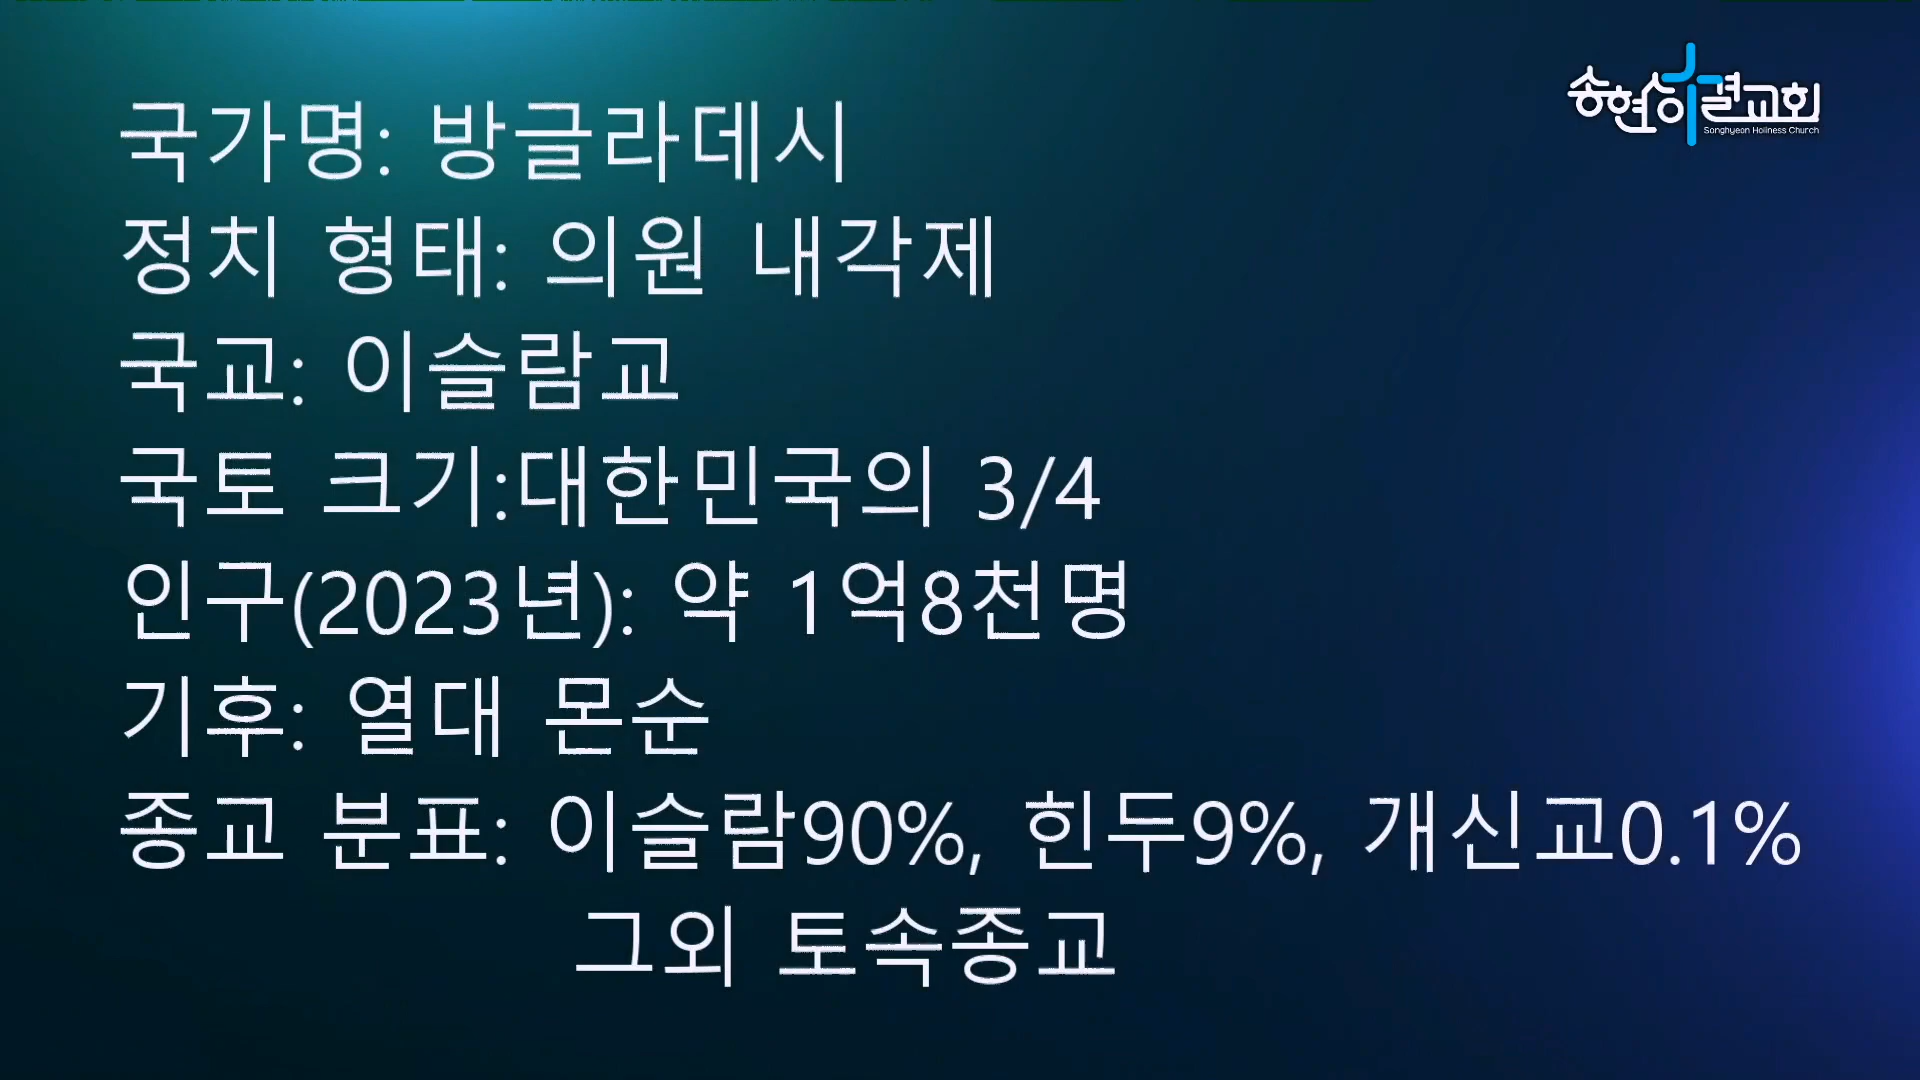 국가명: 방글라데시
송현성결교회
Songhyeon Holiness Church
정치 형태: 의원 내각제
국교: 이슬람교
국토 크기:대한민국의 3/4
인구(2023년): 약 1억8천명
기후: 열대 몬순
종교 분표: 이슬람90%, 힌두9%, 개신교0.1%
그외 토속종교